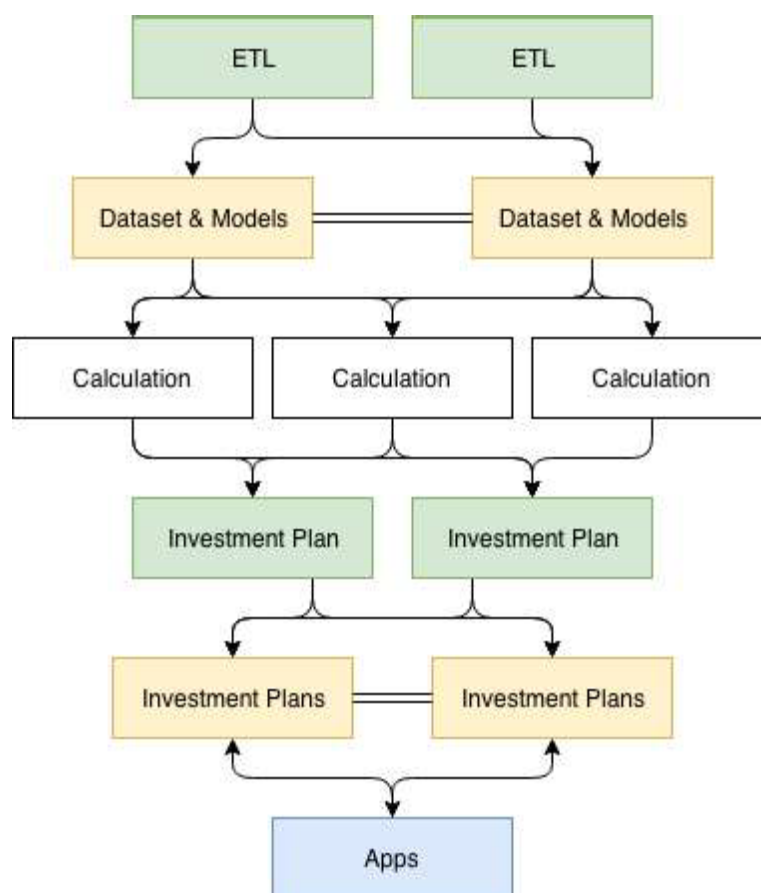 ETL
ETL
Dataset & Models
Dataset & Models
Calculation
Calculation
Calculation
Investment Plan
Investment Plan
Investment Plans
Investment Plans
Apps